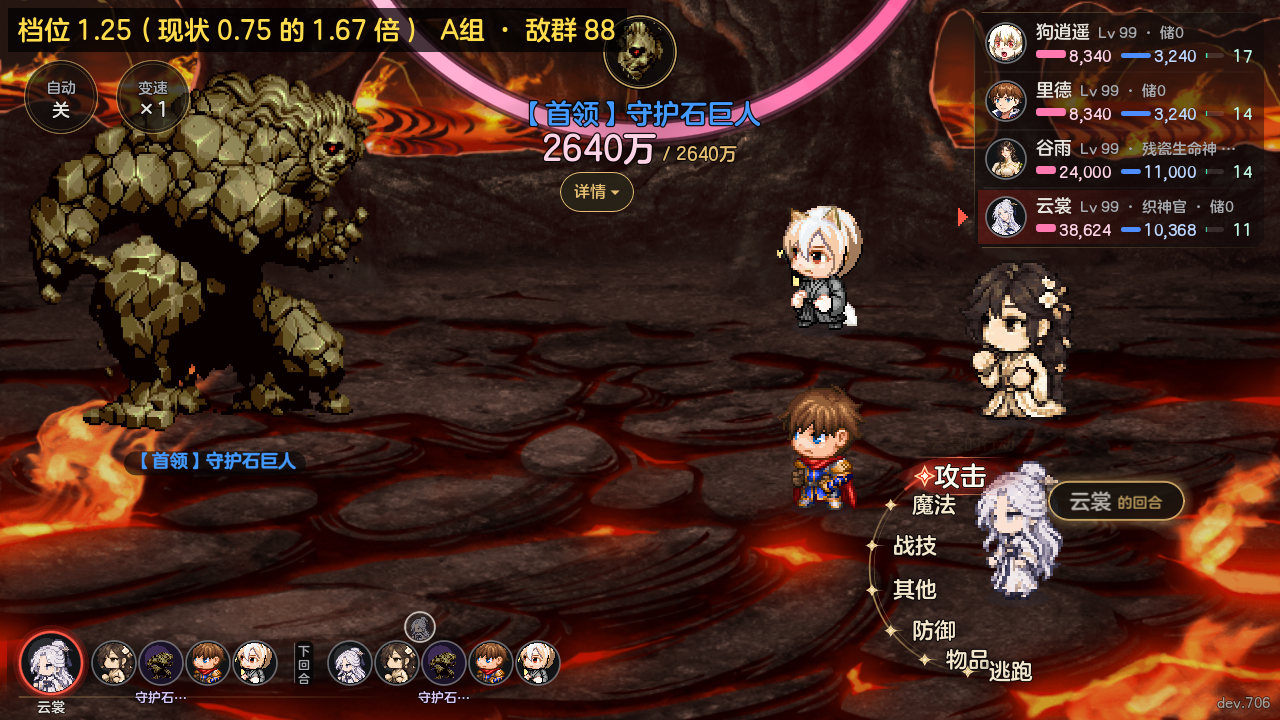 档位 1.25（现状 0.75 的 1.67 倍） A组 · 敌群 88
自动
关
变速
×1
【首领】守护石巨人
2640万 / 2640万
详情
狗逍遥 Lv 99 · 储0
8,340 3,240 17
里德 Lv 99 · 储0
8,340 3,240 14
谷雨 Lv 99 · 残瓷生命神 …
24,000 11,000 14
云裳 Lv 99 · 织神官 · 储0
38,624 10,368 11
【首领】守护石巨人
攻击
魔法
战技
其他
防御
物品
逃跑
云裳 的回合
下回合
云裳
守护石…
守护石…
dev.706